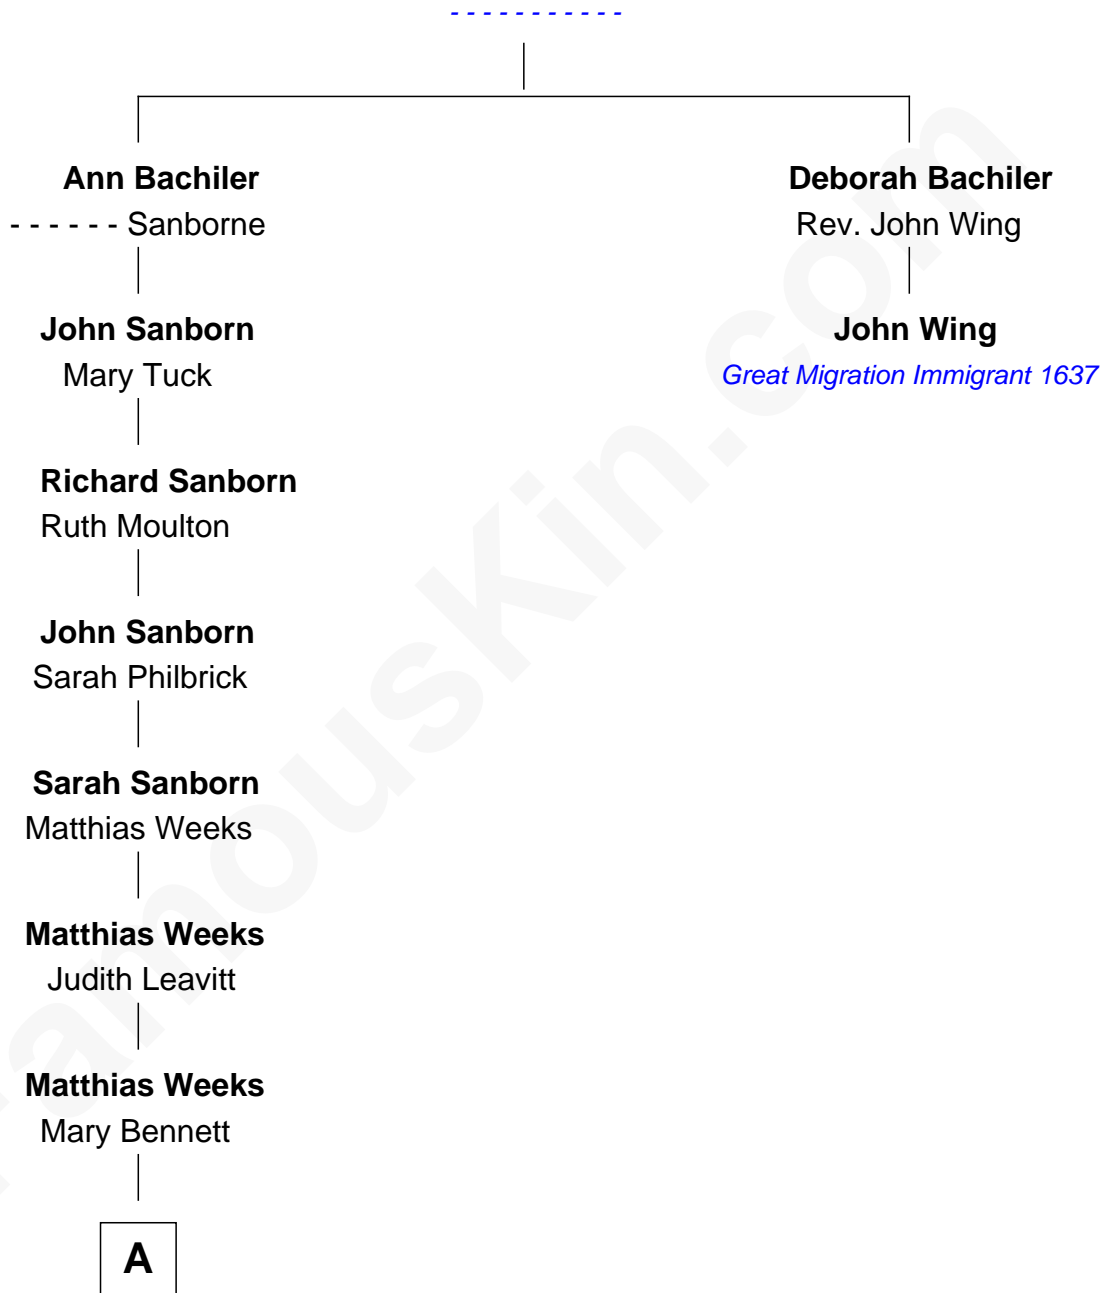 - - - - - - - - - - -
Ann Bachiler
- - - - - - Sanborne
John Sanborn
Mary Tuck
Richard Sanborn
Ruth Moulton
John Sanborn
Sarah Philbrick
Sarah Sanborn
Matthias Weeks
Matthias Weeks
Judith Leavitt
Matthias Weeks
Mary Bennett
A
Deborah Bachiler
Rev. John Wing
John Wing
Great Migration Immigrant 1637
FamousKin.com